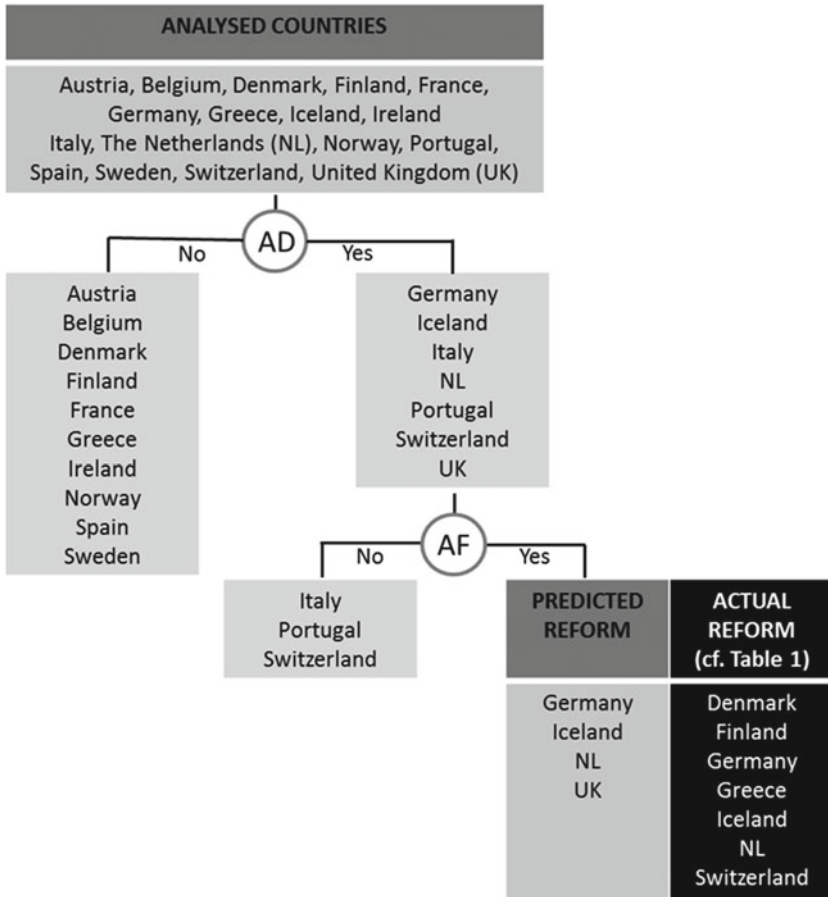 ANALYSED COUNTRIES
Austria, Belgium, Denmark, Finland, France,
Germany, Greece, Iceland, Ireland
Italy, The Netherlands (NL), Norway, Portugal,
Spain, Sweden, Switzerland, United Kingdom (UK)
AD
No
Yes
Austria
Belgium
Denmark
Finland
France
Greece
Ireland
Norway
Spain
Sweden
Germany
Iceland
Italy
NL
Portugal
Switzerland
UK
AF
No
Yes
Italy
Portugal
Switzerland
PREDICTED
REFORM
Germany
Iceland
NL
UK
ACTUAL
REFORM
(cf. Table 1)
Denmark
Finland
Germany
Greece
Iceland
NL
Switzerland